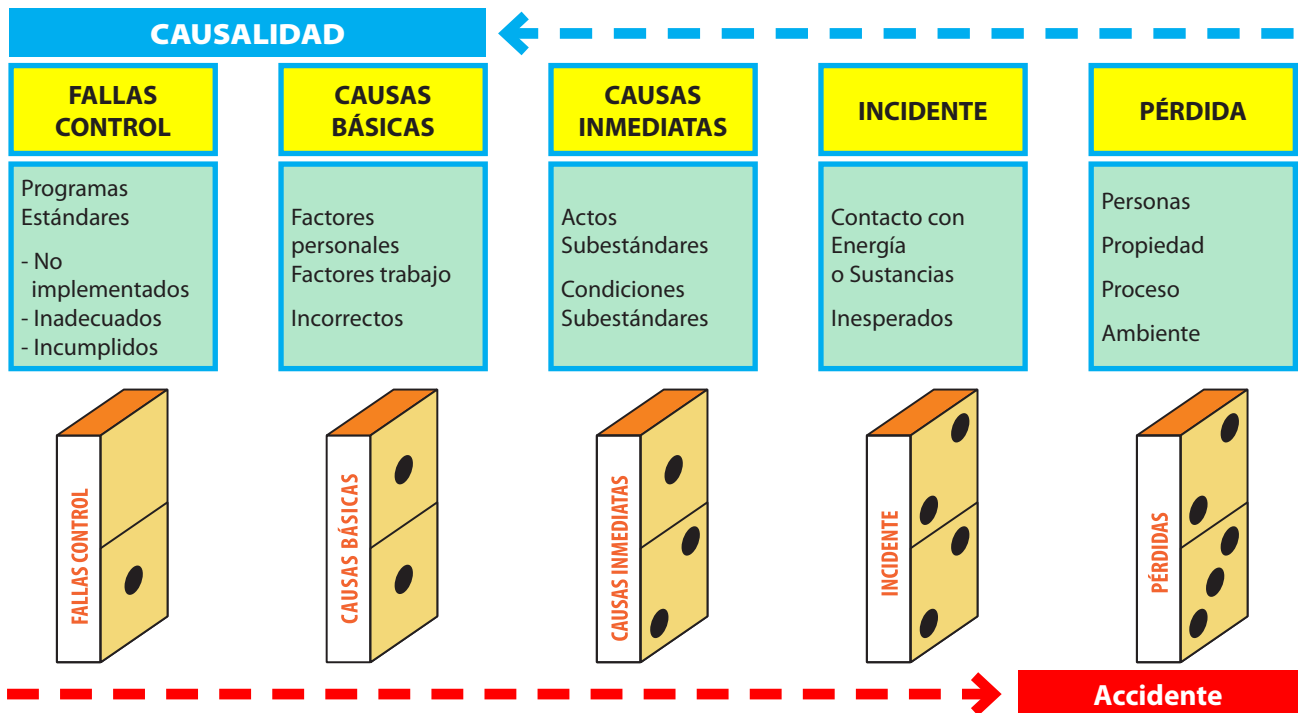 CAUSALIDAD
FALLAS
CONTROL
CAUSAS
BÁSICAS
CAUSAS
INMEDIATAS
INCIDENTE
PÉRDIDA
Programas
Estándares
- No
implementados
- Inadecuados
- Incumplidos
Factores
personales
Factores trabajo
Incorrectos
Actos
Subestándares
Condiciones
Subestándares
Contacto con
Energía
o Sustancias
Inesperados
Personas
Propiedad
Proceso
Ambiente
FALLAS CONTROL
CAUSAS BÁSICAS
CAUSAS INMEDIATAS
INCIDENTE
PÉRDIDAS
Accidente